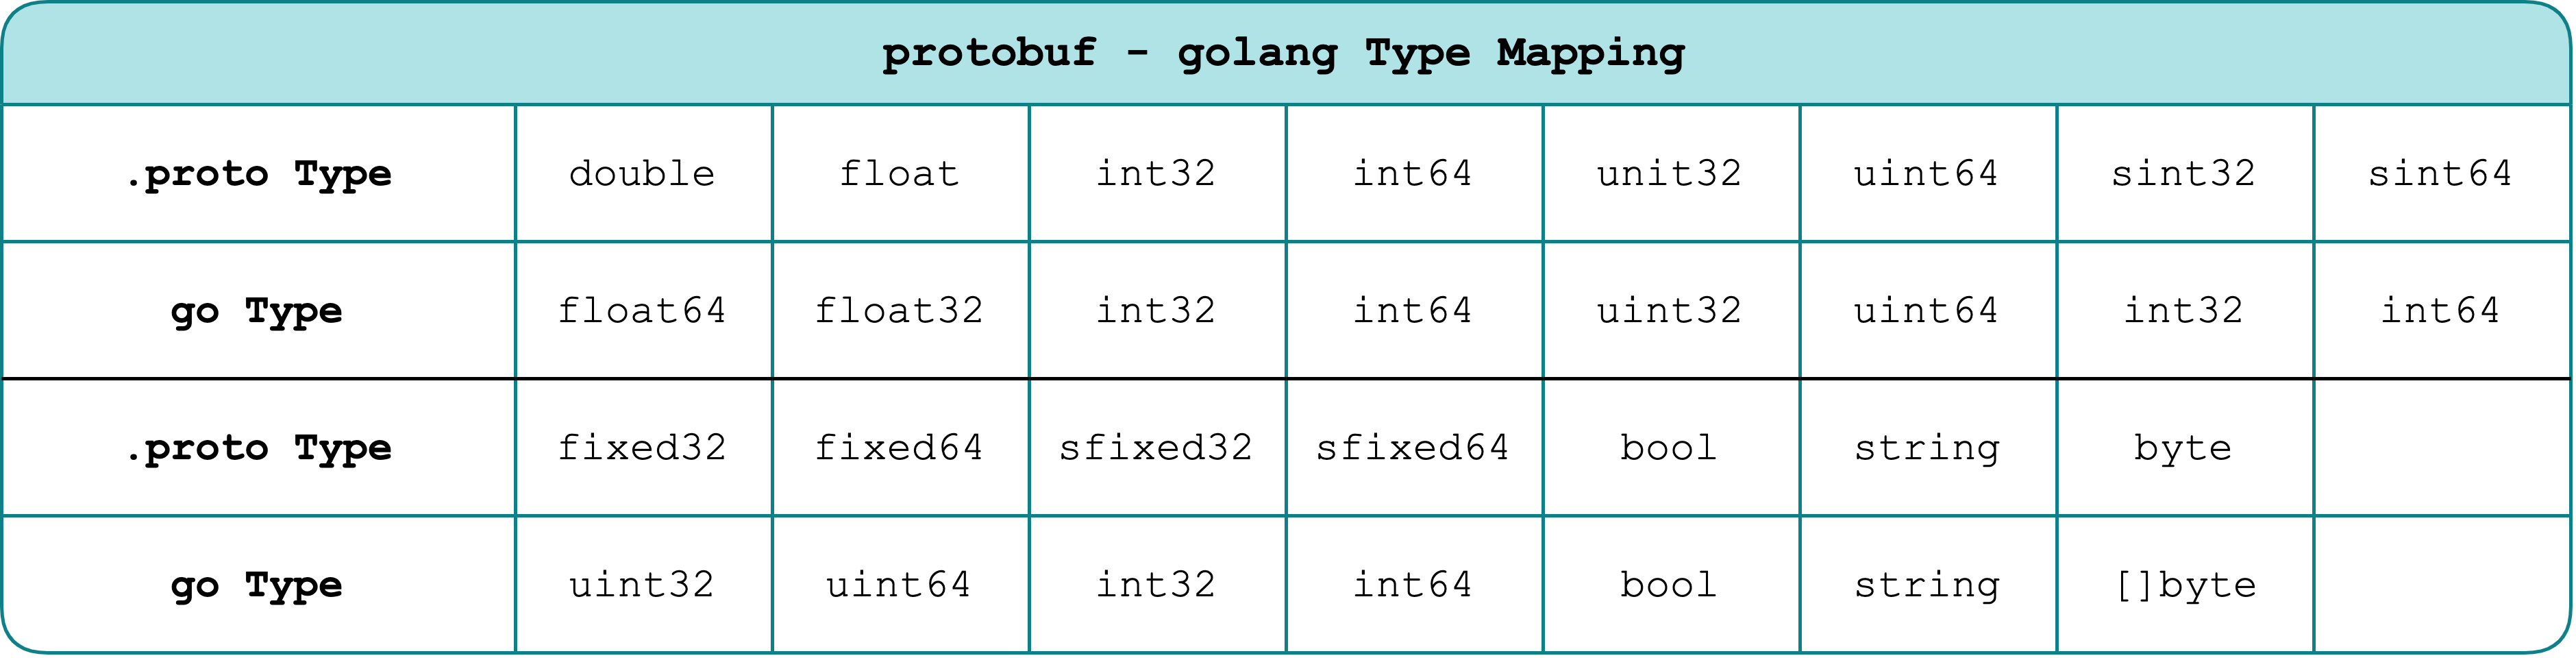 protobuf - golang Type Mapping
.proto Type double float int32 int64 unit32 uint64 sint32 sint64
go Type float64 float32 int32 int64 uint32 uint64 int32 int64
.proto Type fixed32 fixed64 sfixed32 sfixed64 bool string byte
go Type uint32 uint64 int32 int64 bool string []byte